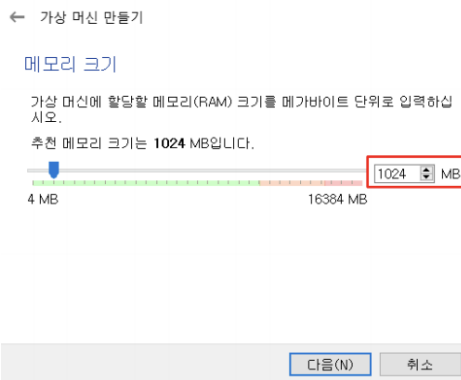 ← 가상 머신 만들기
메모리 크기
가상 머신에 할당할 메모리(RAM) 크기를 메가바이트 단위로 입력하십
시오.
추천 메모리 크기는 1024 MB입니다.
1024 MB
4 MB 16384 MB
다음(N) 취소